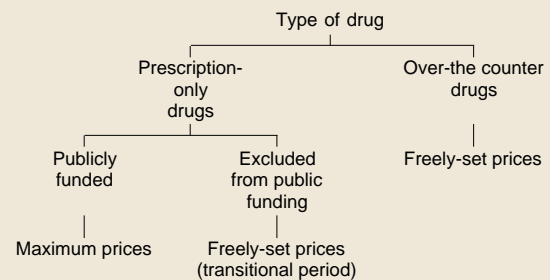 Type of drug
Prescription-
only
drugs
Over-the counter
drugs
Publicly
funded
Excluded
from public
funding
Freely-set prices
Maximum prices
Freely-set prices
(transitional period)